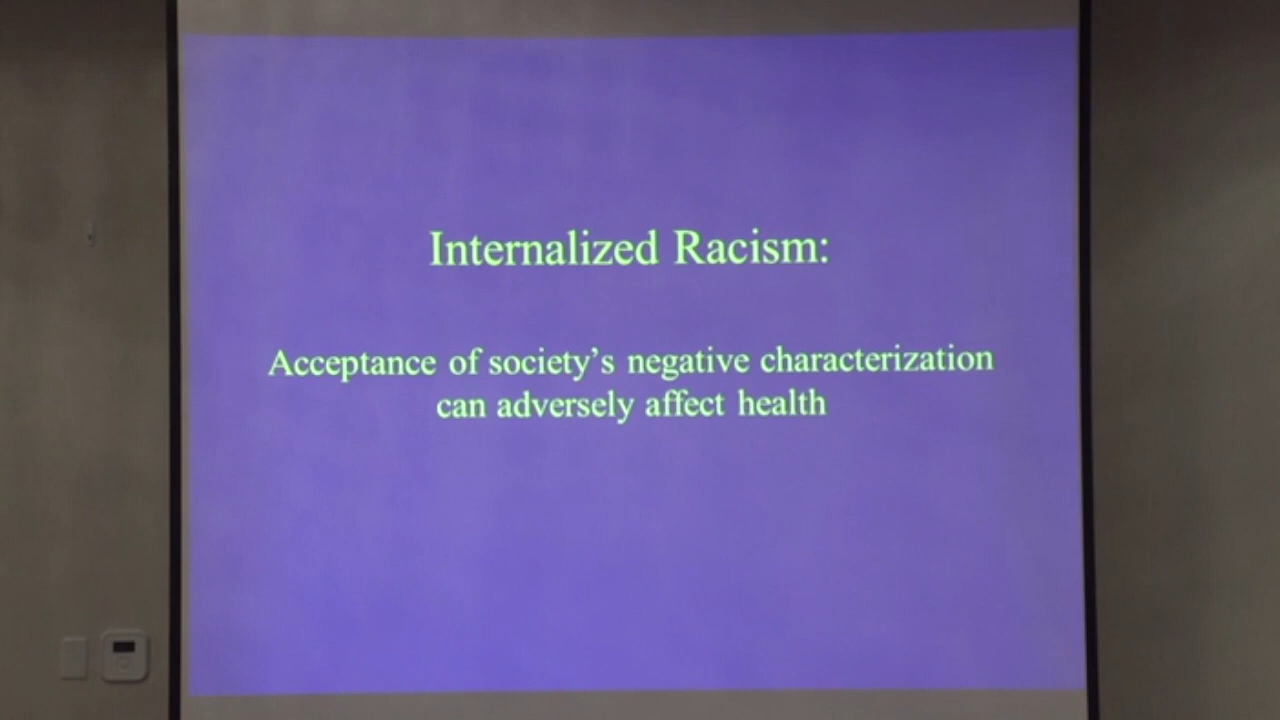 Internalized Racism:
Acceptance of society’s negative characterization
can adversely affect health